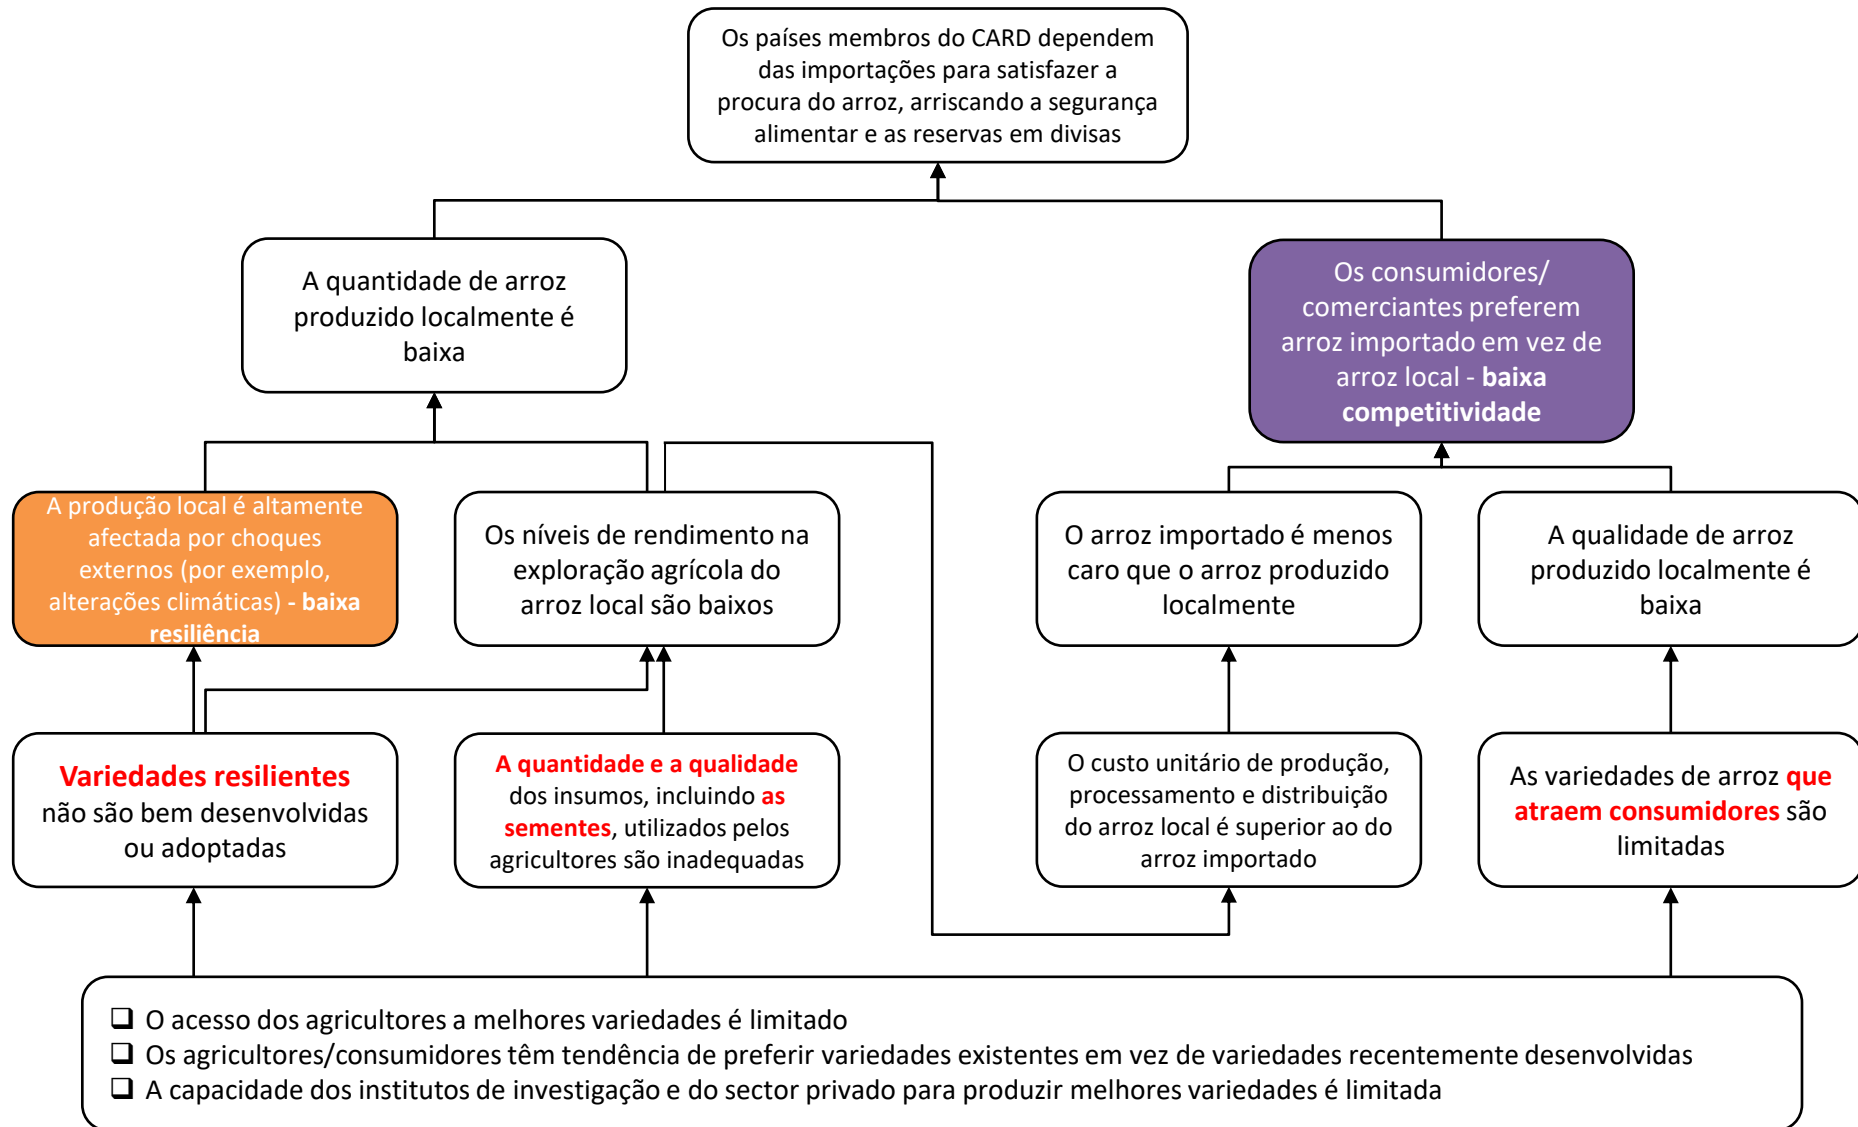 Os países membros do CARD dependem
das importações para satisfazer a
procura do arroz, arriscando a segurança
alimentar e as reservas em divisas
A quantidade de arroz
produzido localmente é
baixa
Os consumidores/
comerciantes preferem
arroz importado em vez de
arroz local - baixa
competitividade
A produção local é altamente
afectada por choques
externos (por exemplo,
alterações climáticas) - baixa
resiliência
Os níveis de rendimento na
exploração agrícola do
arroz local são baixos
O arroz importado é menos
caro que o arroz produzido
localmente
A qualidade de arroz
produzido localmente é
baixa
Variedades resilientes
não são bem desenvolvidas
ou adoptadas
A quantidade e a qualidade
dos insumos, incluindo as
sementes, utilizados pelos
agricultores são inadequadas
O custo unitário de produção,
processamento e distribuição
do arroz local é superior ao do
arroz importado
As variedades de arroz que
atraem consumidores são
limitadas
❑ O acesso dos agricultores a melhores variedades é limitado
❑ Os agricultores/consumidores têm tendência de preferir variedades existentes em vez de variedades recentemente desenvolvidas
❑ A capacidade dos institutos de investigação e do sector privado para produzir melhores variedades é limitada